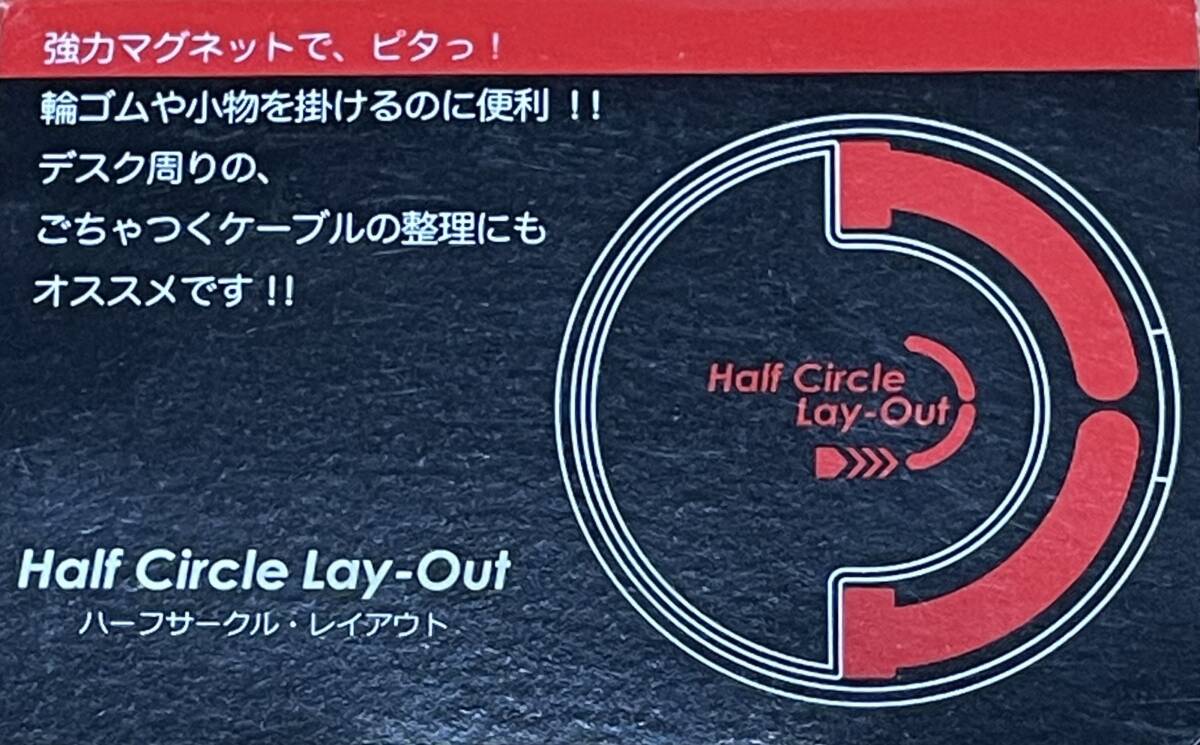 強力マグネットで、ピタっ！
輪ゴムや小物を掛けるのに便利 !!
デスク周りの、
ごちゃつくケーブルの整理にも
オススメです !!
Half Circle
Lay-Out
Half Circle Lay-Out
ハーフサークル・レイアウト